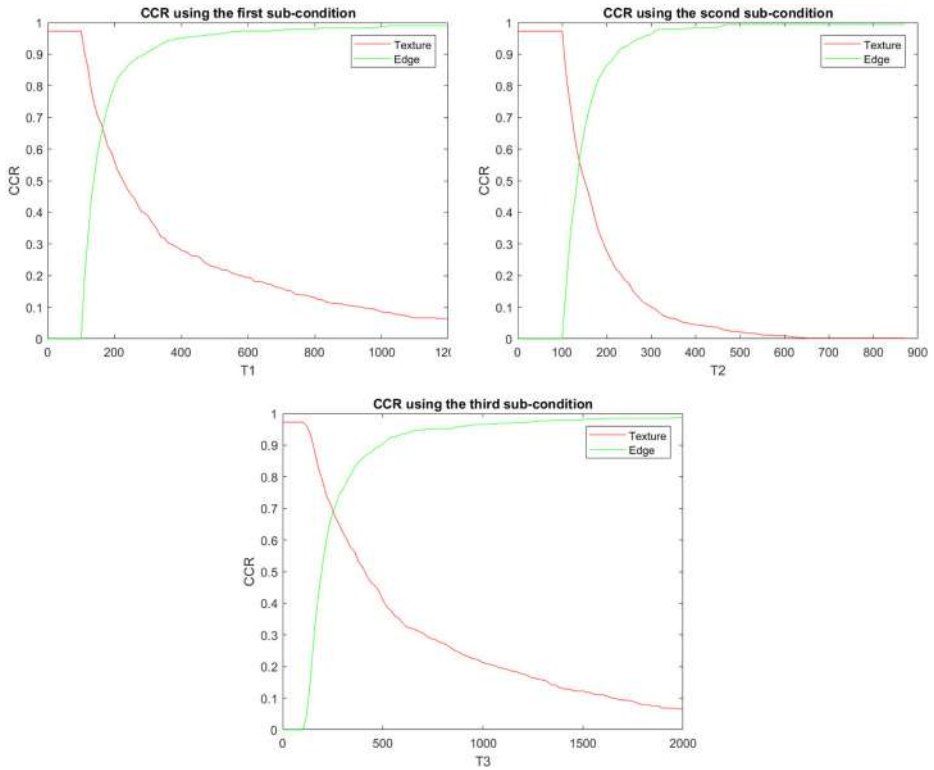 CCR using the first sub-condition
1
0.9
0.8
0.7
0.6
0.5
0.4
0.3
0.2
0.1
0
CCR
Texture
Edge
0 200 400 600 800 1000 120
T1
CCR using the sscond sub-condition
1
0.9
0.8
0.7
0.6
0.5
0.4
0.3
0.2
0.1
0
CCR
Texture
Edge
0 100 200 300 400 500 600 700 800 900
T2
CCR using the third sub-condition
1
0.9
0.8
0.7
0.6
0.5
0.4
0.3
0.2
0.1
0
CCR
Texture
Edge
0 500 1000 1500 2000
T3